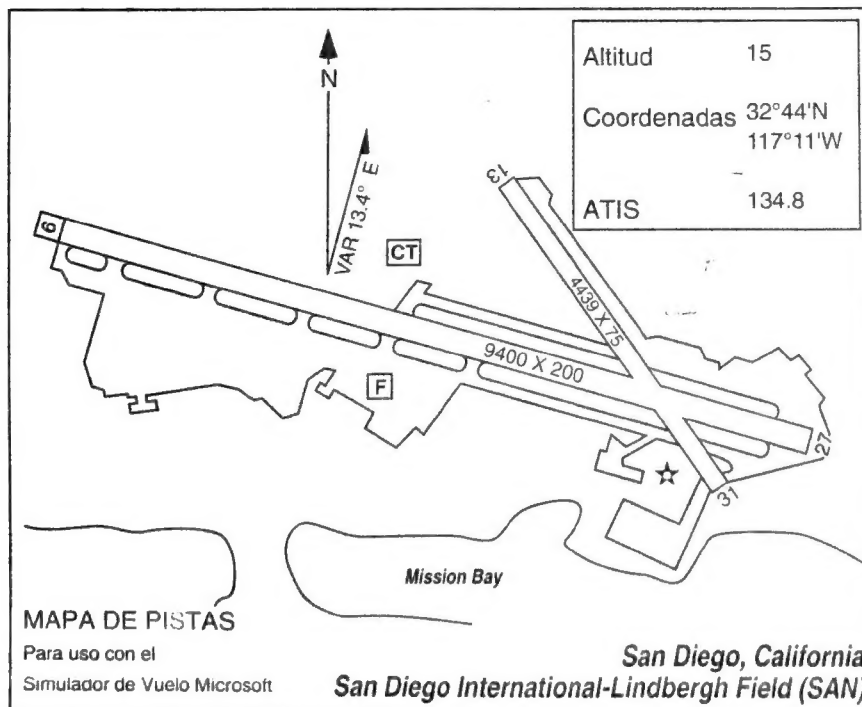 Altitud 15
Coordenadas 32°44'N
117°11'W
ATIS 134.8
N
VAR 13.4° E
13
9
CT
4439 X 75
9400 X 200
F
27
31
Mission Bay
MAPA DE PISTAS
Para uso con el
Simulador de Vuelo Microsoft
San Diego, California
San Diego International-Lindbergh Field (SAN)